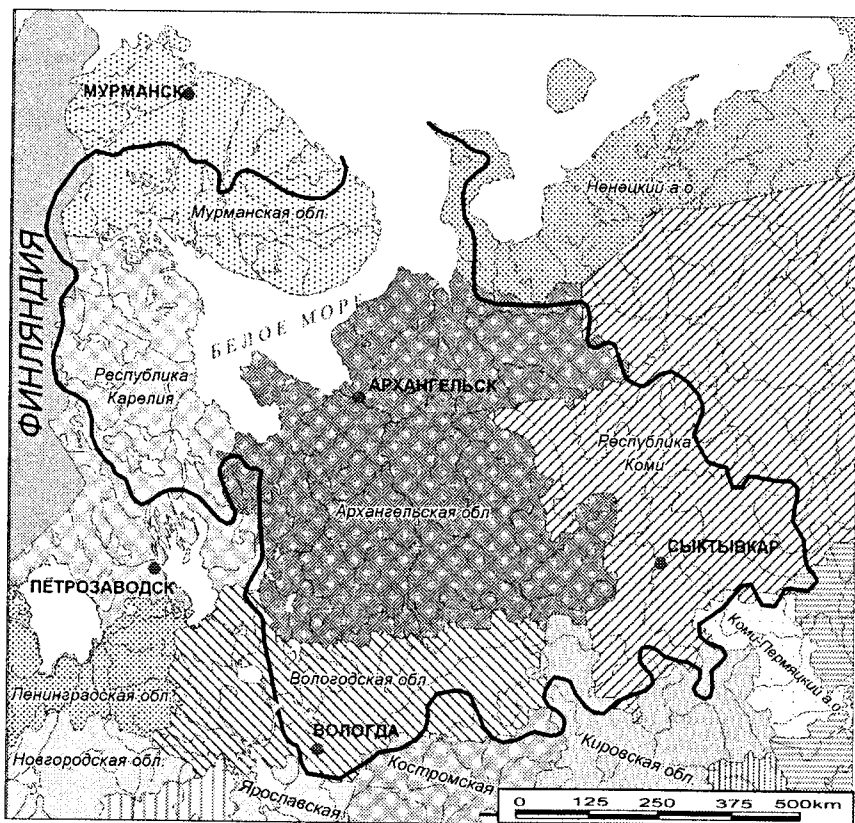 МУРМАНСК
Мурманская обл.
Ненецкий а.о.
ФИНЛЯНДИЯ
БЕЛОЕ МОРЕ
Республика
Карелия
АРХАНГЕЛЬСК
Республика
Коми
Архангельская обл.
СЫКТЫВКАР
ПЕТРОЗАВОДСК
Коми-Пермяцкий а.о.
Вологодская обл.
Ленинградская обл.
ВОЛОГДА
Новгородская обл.
Кировская обл.
Костромская
Ярославская
0 125 250 375 500km